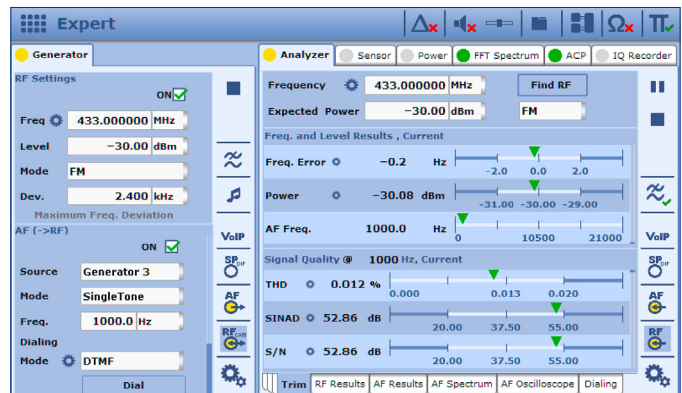 Expert
Generator
RF Settings
ON
Freq 433.000000 MHz
Level -30.00 dBm
Mode FM
Dev. 2.400 kHz
Maximum Freq. Deviation
AF (->RF)
ON
Source Generator 3
Mode SingleTone
Freq. 1000.0 Hz
Dialing
Mode DTMF
Dial
VoIP
SP DIF
AF
RF com
Analyzer Sensor Power FFT Spectrum ACP IQ Recorder
Frequency 433.000000 MHz Find RF
Expected Power -30.00 dBm FM
Freq. and Level Results , Current
Freq. Error -0.2 Hz
-2.0 0.0 2.0
Power -30.08 dBm
-31.00 -30.00 -29.00
AF Freq. 1000.0 Hz
0 10500 21000
Signal Quality @ 1000 Hz, Current
THD 0.012 %
0.000 0.013 0.020
SINAD 52.86 dB
20.00 37.50 55.00
S/N 52.86 dB
20.00 37.50 55.00
Trim RF Results AF Results AF Spectrum AF Oscilloscope Dialing
VoIP
SP DIF
AF
RF